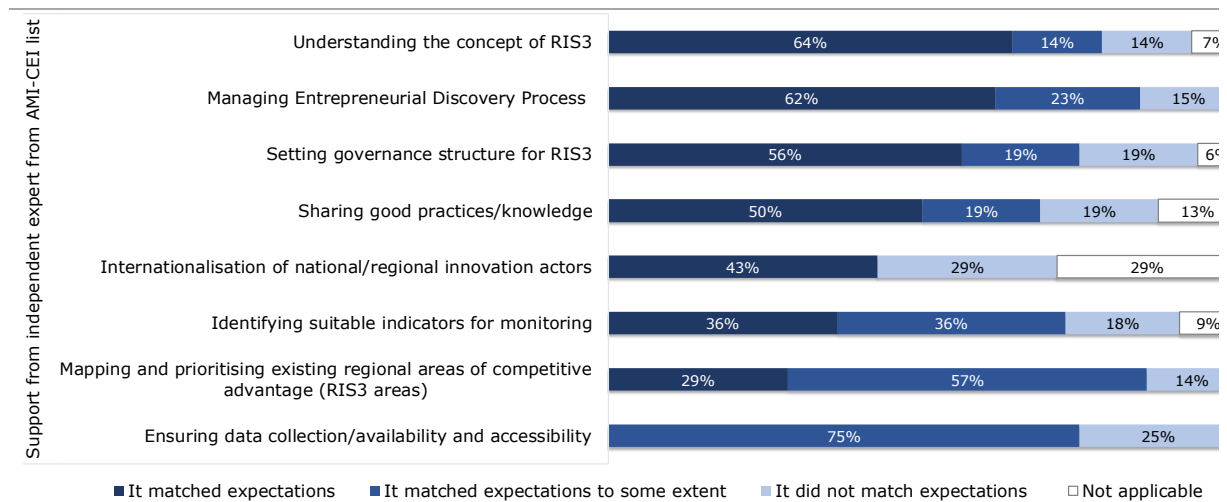 Support from independent expert from AMI-CEI list
Understanding the concept of RIS3
64%
14%
14%
7%
Managing Entrepreneurial Discovery Process
62%
23%
15%
Setting governance structure for RIS3
56%
19%
19%
6%
Sharing good practices/knowledge
50%
19%
19%
13%
Internationalisation of national/regional innovation actors
43%
29%
29%
Identifying suitable indicators for monitoring
36%
36%
18%
9%
Mapping and prioritising existing regional areas of competitive
advantage (RIS3 areas)
29%
57%
14%
Ensuring data collection/availability and accessibility
75%
25%
It matched expectations
It matched expectations to some extent
It did not match expectations
Not applicable